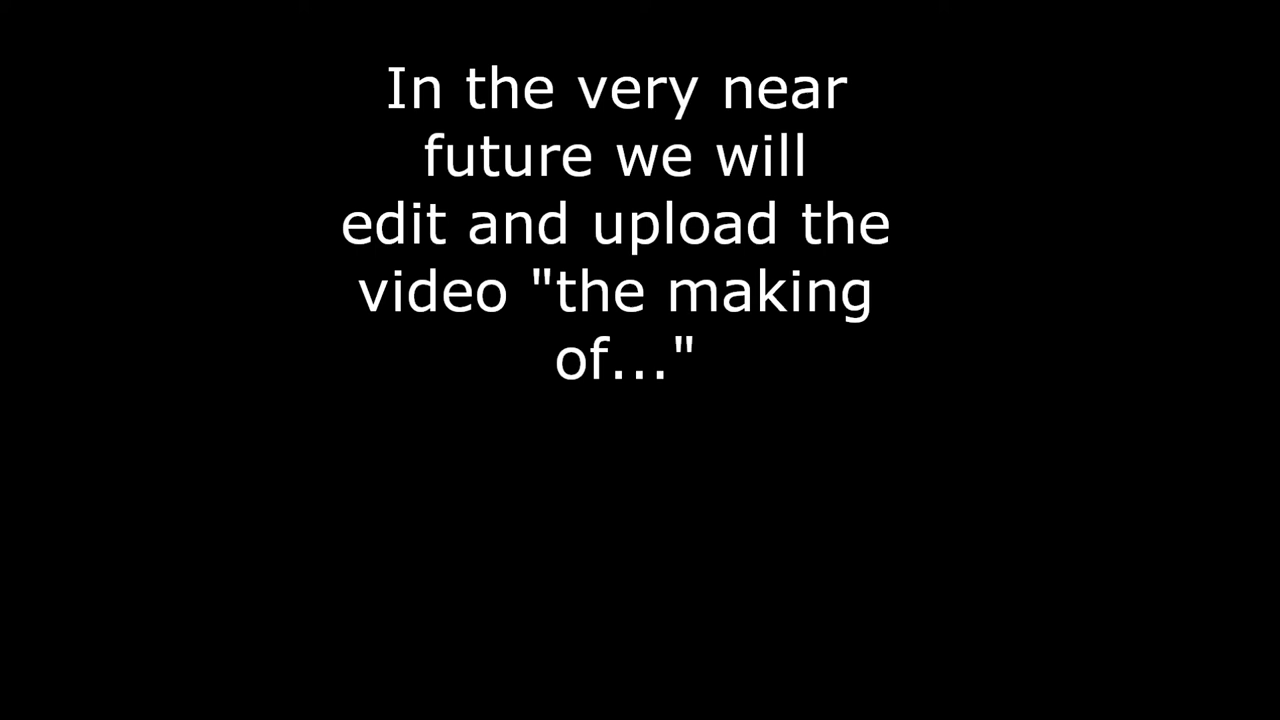 In the very near
future we will
edit and upload the
video "the making
of..."